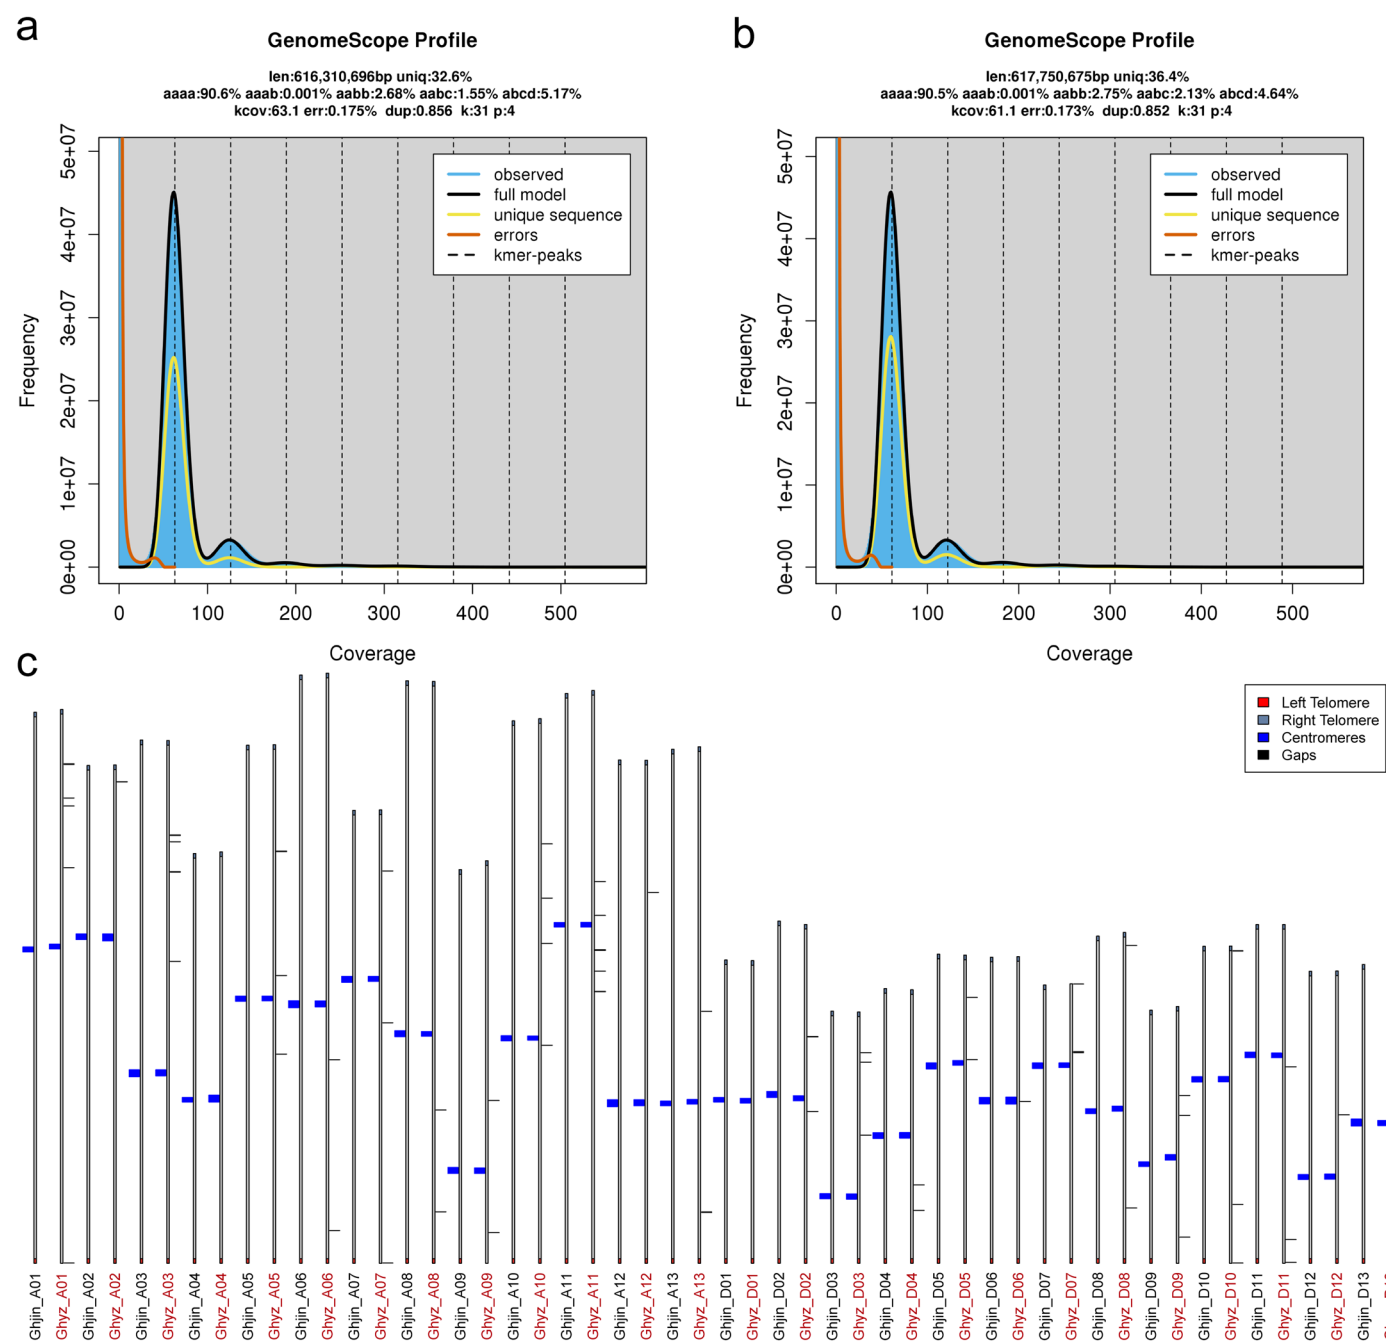 a
GenomeScope Profile
len:616,310,696bp uniq:32.6%
aaaa:90.6% aaab:0.001% aabb:2.68% aabc:1.55% abcd:5.17%
kcov:63.1 err:0.175% dup:0.856 k:31 p:4
Frequency
5e+07
4e+07
3e+07
2e+07
1e+07
0e+00
observed
full model
unique sequence
errors
kmer-peaks
0 100 200 300 400 500
Coverage
b
GenomeScope Profile
len:617,750,675bp uniq:36.4%
aaaa:90.5% aaab:0.001% aabb:2.75% aabc:2.13% abcd:4.64%
kcov:61.1 err:0.173% dup:0.852 k:31 p:4
Frequency
5e+07
4e+07
3e+07
2e+07
1e+07
0e+00
observed
full model
unique sequence
errors
kmer-peaks
0 100 200 300 400 500
Coverage
c
Left Telomere
Right Telomere
Centromeres
Gaps
Ghjin_A01
Ghyz_A01
Ghjin_A02
Ghyz_A02
Ghjin_A03
Ghyz_A03
Ghjin_A04
Ghyz_A04
Ghjin_A05
Ghyz_A05
Ghjin_A06
Ghyz_A06
Ghjin_A07
Ghyz_A07
Ghjin_A08
Ghyz_A08
Ghjin_A09
Ghyz_A09
Ghjin_A10
Ghyz_A10
Ghjin_A11
Ghyz_A11
Ghjin_A12
Ghyz_A12
Ghjin_A13
Ghyz_A13
Ghjin_D01
Ghyz_D01
Ghjin_D02
Ghyz_D02
Ghjin_D03
Ghyz_D03
Ghjin_D04
Ghyz_D04
Ghjin_D05
Ghyz_D05
Ghjin_D06
Ghyz_D06
Ghjin_D07
Ghyz_D07
Ghjin_D08
Ghyz_D08
Ghjin_D09
Ghyz_D09
Ghjin_D10
Ghyz_D10
Ghjin_D11
Ghyz_D11
Ghjin_D12
Ghyz_D12
Ghjin_D13